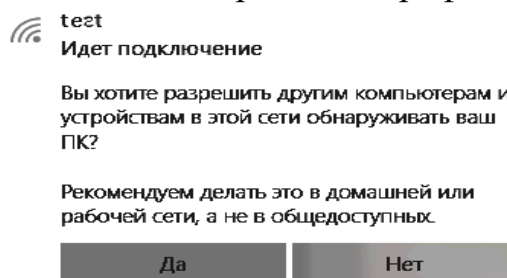 test
Идет подключение
Вы хотите разрешить другим компьютерам и
устройствам в этой сети обнаруживать ваш
ПК?
Рекомендуем делать это в домашней или
рабочей сети, а не в общедоступных.
Да
Нет